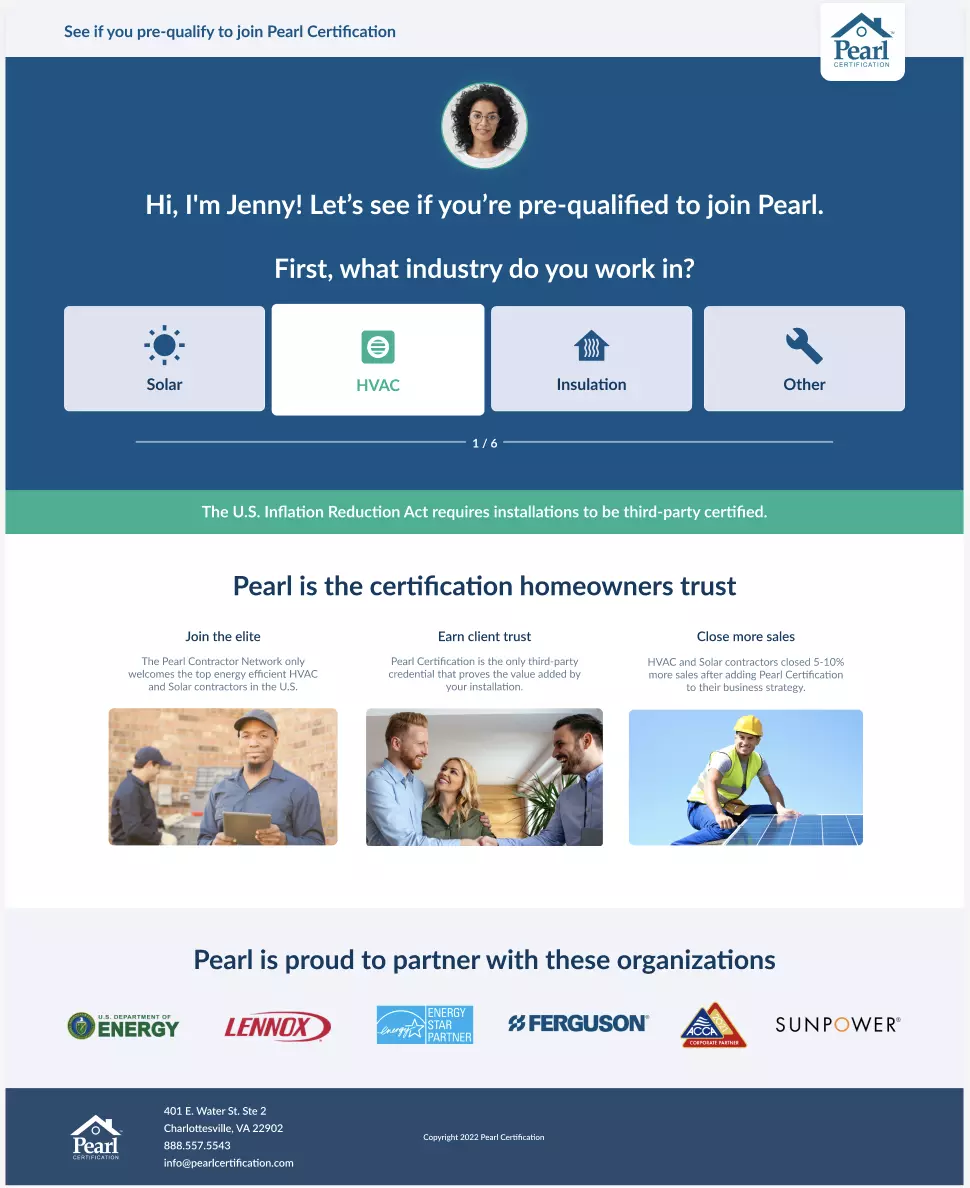 See if you pre-qualify to join Pearl Certification
Pearl
CERTIFICATION
Hi, I'm Jenny! Let’s see if you’re pre-qualified to join Pearl.
First, what industry do you work in?
Solar
HVAC
Insulation
Other
1 / 6
The U.S. Inflation Reduction Act requires installations to be third-party certified.
Pearl is the certification homeowners trust
Join the elite
The Pearl Contractor Network only
welcomes the top energy efficient HVAC
and Solar contractors in the U.S.
Earn client trust
Pearl Certification is the only third-party
credential that proves the value added by
your installation.
Close more sales
HVAC and Solar contractors closed 5-10%
more sales after adding Pearl Certification
to their business strategy.
Pearl is proud to partner with these organizations
U.S. DEPARTMENT OF
ENERGY
LENNOX
energy
ENERGY
STAR
PARTNER
FERGUSON®
ACCA
CORPORATE PARTNER
SUNPOWER®
Pearl
CERTIFICATION
401 E. Water St. Ste 2
Charlottesville, VA 22902
888.557.5543
info@pearlcertification.com
Copyright 2022 Pearl Certification